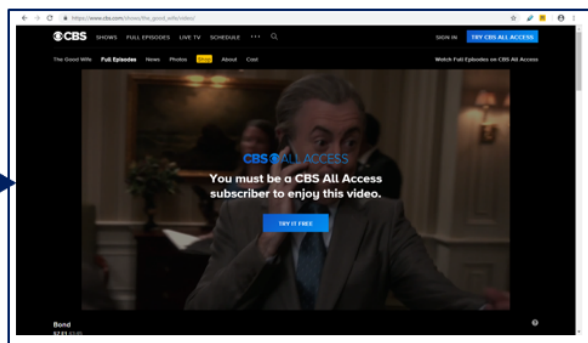 https://www.cbs.com/shows/the_good_wife/video/
CBS SHOWS FULL EPISODES LIVE TV SCHEDULE ••• SIGN IN TRY CBS ALL ACCESS
The Good Wife Full Episodes News Photos Shop About Cast Watch Full Episodes on CBS All Access
CBS ALL ACCESS
You must be a CBS All Access
subscriber to enjoy this video.
TRY IT FREE
Bond